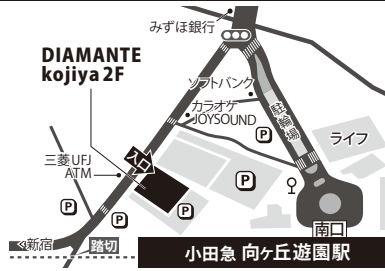 みずほ銀行
DIAMANTE
kojiya 2F
ソフトバンク
カラオケ
JOYSOUND
駐輪場
P
ライフ
入口
三菱UFJ
ATM
P
P
P
P
南口
<新宿
踏切
小田急 向ヶ丘遊園駅